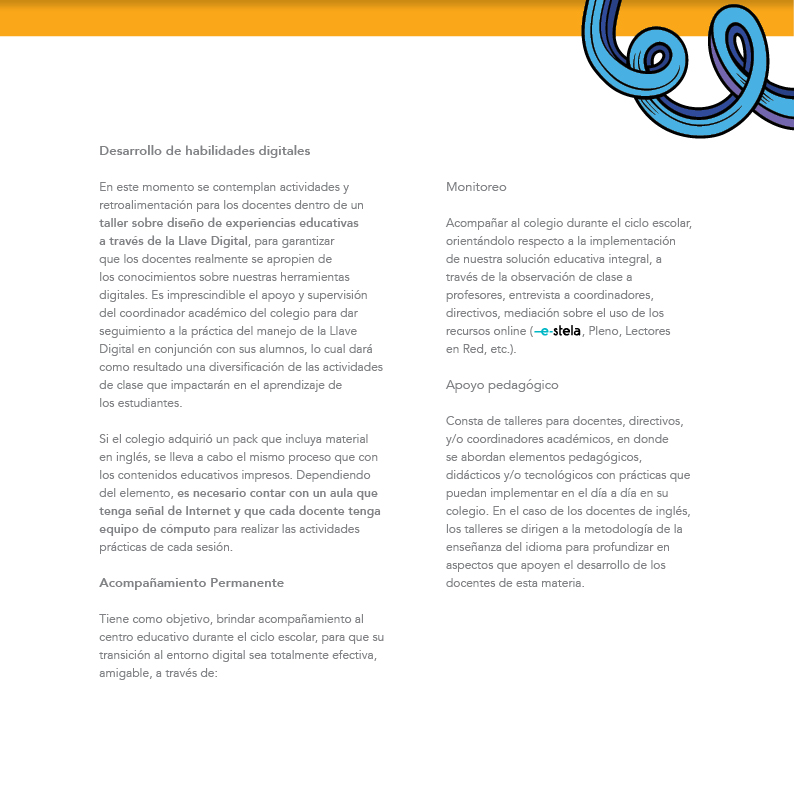 Desarrollo de habilidades digitales
En este momento se contemplan actividades y
retroalimentación para los docentes dentro de un
taller sobre diseño de experiencias educativas
a través de la Llave Digital, para garantizar
que los docentes realmente se apropien de
los conocimientos sobre nuestras herramientas
digitales. Es imprescindible el apoyo y supervisión
del coordinador académico del colegio para dar
seguimiento a la práctica del manejo de la Llave
Digital en conjunción con sus alumnos, lo cual dará
como resultado una diversificación de las actividades
de clase que impactarán en el aprendizaje de
los estudiantes.
Si el colegio adquirió un pack que incluya material
en inglés, se lleva a cabo el mismo proceso que con
los contenidos educativos impresos. Dependiendo
del elemento, es necesario contar con un aula que
tenga señal de Internet y que cada docente tenga
equipo de cómputo para realizar las actividades
prácticas de cada sesión.
Acompañamiento Permanente
Tiene como objetivo, brindar acompañamiento al
centro educativo durante el ciclo escolar, para que su
transición al entorno digital sea totalmente efectiva,
amigable, a través de:
Monitoreo
Acompañar al colegio durante el ciclo escolar,
orientándolo respecto a la implementación
de nuestra solución educativa integral, a
través de la observación de clase a
profesores, entrevista a coordinadores,
directivos, mediación sobre el uso de los
recursos online (e-stela, Pleno, Lectores
en Red, etc.).
Apoyo pedagógico
Consta de talleres para docentes, directivos,
y/o coordinadores académicos, en donde
se abordan elementos pedagógicos,
didácticos y/o tecnológicos con prácticas que
puedan implementar en el día a día en su
colegio. En el caso de los docentes de inglés,
los talleres se dirigen a la metodología de la
enseñanza del idioma para profundizar en
aspectos que apoyen el desarrollo de los
docentes de esta materia.